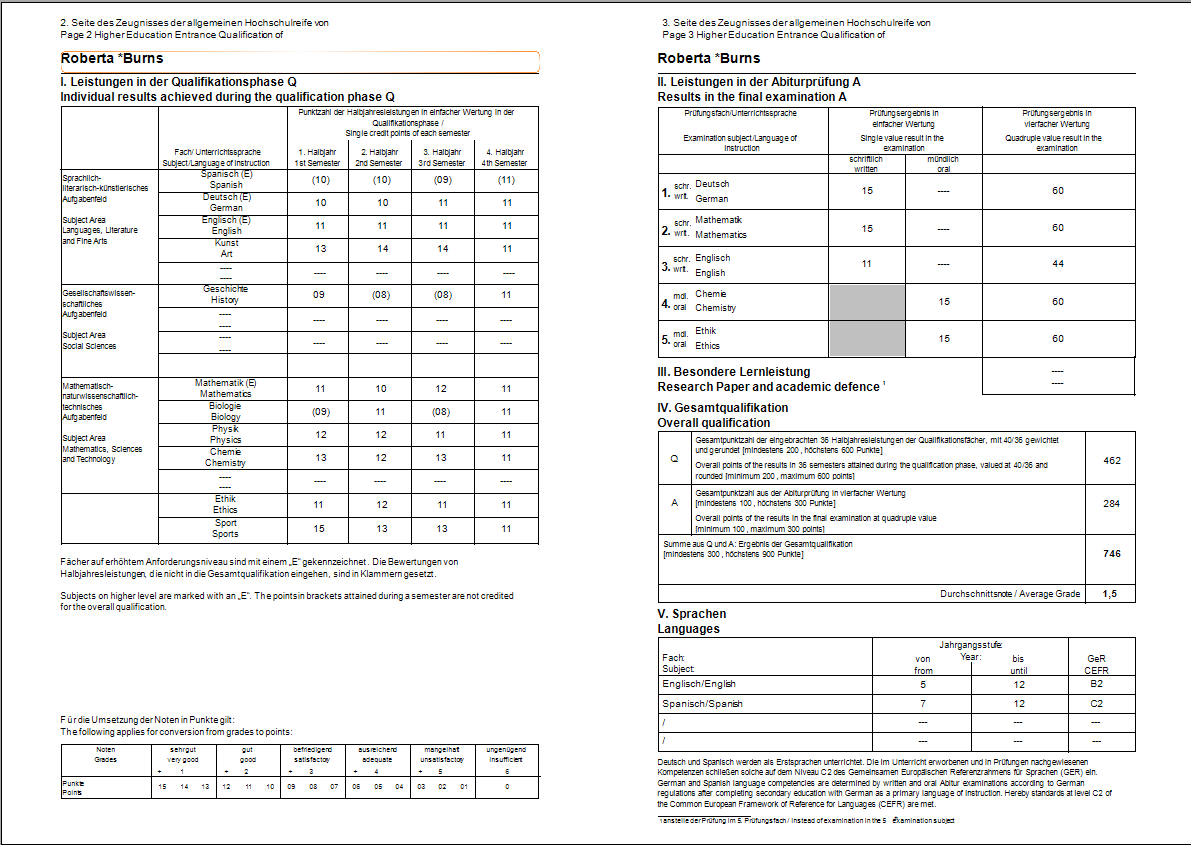 2. Seite des Zeugnisses der allgemeinen Hochschulreife von
Page 2 Higher Education Entrance Qualification of
Roberta *Burns
I. Leistungen in der Qualifikationsphase Q
Individual results achieved during the qualification phase Q
Punktzahl der Halbjahresleistungen in einfacher Wertung in der
Qualifikationsphase /
Single credit points of each semester
Fach/ Unterrichtssprache 1. Halbjahr 2. Halbjahr 3. Halbjahr 4. Halbjahr
Subject/Language of Instruction 1st Semester 2nd Semester 3rd Semester 4th Semester
Sprachlich-
literarisch-künstlerisches
Aufgabenfeld
Subject Area
Languages, Literature
and Fine Arts
Spanisch (E)
Spanish (10) (10) (09) (11)
Deutsch (E)
German 10 10 11 11
Englisch (E)
English 11 11 11 11
Kunst
Art 13 14 14 11
----
---- ---- ---- ---- ----
Gesellschaftswissen-
schaftliches
Aufgabenfeld
Subject Area
Social Sciences
Geschichte
History 09 (08) (08) 11
----
---- ---- ---- ---- ----
----
---- ---- ---- ---- ----
Mathematisch-
naturwissenschaftlich-
technisches
Aufgabenfeld
Subject Area
Mathematics, Sciences
and Technology
Mathematik (E)
Mathematics 11 10 12 11
Biologie
Biology (09) 11 (08) 11
Physik
Physics 12 12 11 11
Chemie
Chemistry 13 12 13 11
----
---- ---- ---- ---- ----
Ethik
Ethics 11 12 11 11
Sport
Sports 15 13 13 11
Fächer auf erhöhtem Anforderungsniveau sind mit einem „E“ gekennzeichnet. Die Bewertungen von
Halbjahresleistungen, die nicht in die Gesamtqualifikation eingehen, sind in Klammern gesetzt.
Subjects on higher level are marked with an „E“. The points in brackets attained during a semester are not credited
for the overall qualification.
Für die Umsetzung der Noten in Punkte gilt:
The following applies for conversion from grades to points:
Noten sehr gut gut befriedigend ausreichend mangelhaft ungenügend
Grades very good good satisfactoy adequate unsatisfactory insufficient
+ 1 + 2 + 3 + 4 + 5 6
Punkte
Points 15 14 13 12 11 10 09 08 07 06 05 04 03 02 01 0
3. Seite des Zeugnisses der allgemeinen Hochschulreife von
Page 3 Higher Education Entrance Qualification of
Roberta *Burns
II. Leistungen in der Abiturprüfung A
Results in the final examination A
Prüfungsfach/Unterrichtssprache
Examination subject/Language of
Instruction
Prüfungsergebnis in
einfacher Wertung
Single value result in the
examination
Prüfungsergebnis in
vierfacher Wertung
Quadruple value result in the
examination
schriftlich mündlich
written oral
1. schr. Deutsch
wrt. German 15 ---- 60
2. schr. Mathematik
wrt. Mathematics 15 ---- 60
3. schr. Englisch
wrt. English 11 ---- 44
4. mdl. Chemie
oral Chemistry 15 60
5. mdl. Ethik
oral Ethics 15 60
III. Besondere Lernleistung ----
Research Paper and academic defence 1 ----
IV. Gesamtqualifikation
Overall qualification
Q
Gesamtpunktzahl der eingebrachten 36 Halbjahresleistungen der Qualifikationsfächer, mit 40/36 gewichtet
und gerundet [mindestens 200, höchstens 600 Punkte]
Overall points of the results in 36 semesters attained during the qualification phase, valued at 40/36 and
rounded [minimum 200, maximum 600 points]
462
A
Gesamtpunktzahl aus der Abiturprüfung in vierfacher Wertung
[mindestens 100, höchstens 300 Punkte]
Overall points of the results in the final examination at quadruple value
[minimum 100, maximum 300 points]
284
Summe aus Q und A: Ergebnis der Gesamtqualifikation
[mindestens 300, höchstens 900 Punkte]
746
Durchschnittsnote / Average Grade 1,5
V. Sprachen
Languages
Fach:
Subject:
Jahrgangsstufe:
Year:
von bis GeR
from until CEFR
Englisch/English 5 12 B2
Spanisch/Spanish 7 12 C2
/ --- --- ---
/ --- --- ---
Deutsch und Spanisch werden als Erstsprachen unterrichtet. Die im Unterricht erworbenen und in Prüfungen nachgewiesenen
Kompetenzen schließen solche auf dem Niveau C2 des Gemeinsamen Europäischen Referenzrahmens für Sprachen (GER) ein.
German and Spanish language competencies are determined by written and oral Abitur examinations according to German
regulations after completing secondary education with German as a primary language of instruction. Hereby standards at level C2 of
the Common European Framework of Reference for Languages (CEFR) are met.
1 anstelle der Prüfung im 5. Prüfungsfach / Instead of examination in the 5 Examination subject